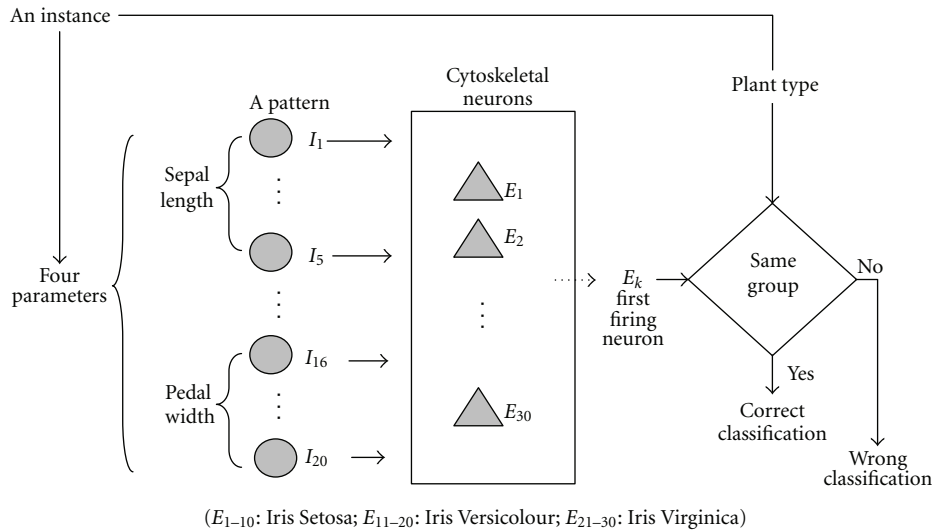 An instance
Plant type
Cytoskeletal
neurons
A pattern
I1
Sepal
length
E1
E2
I5
Four
parameters
Ek
first
firing
neuron
Same
group
No
I16
Pedal
width
E30
Yes
Correct
classification
I20
Wrong
classification
(E1–10: Iris Setosa; E11–20: Iris Versicolour; E21–30: Iris Virginica)